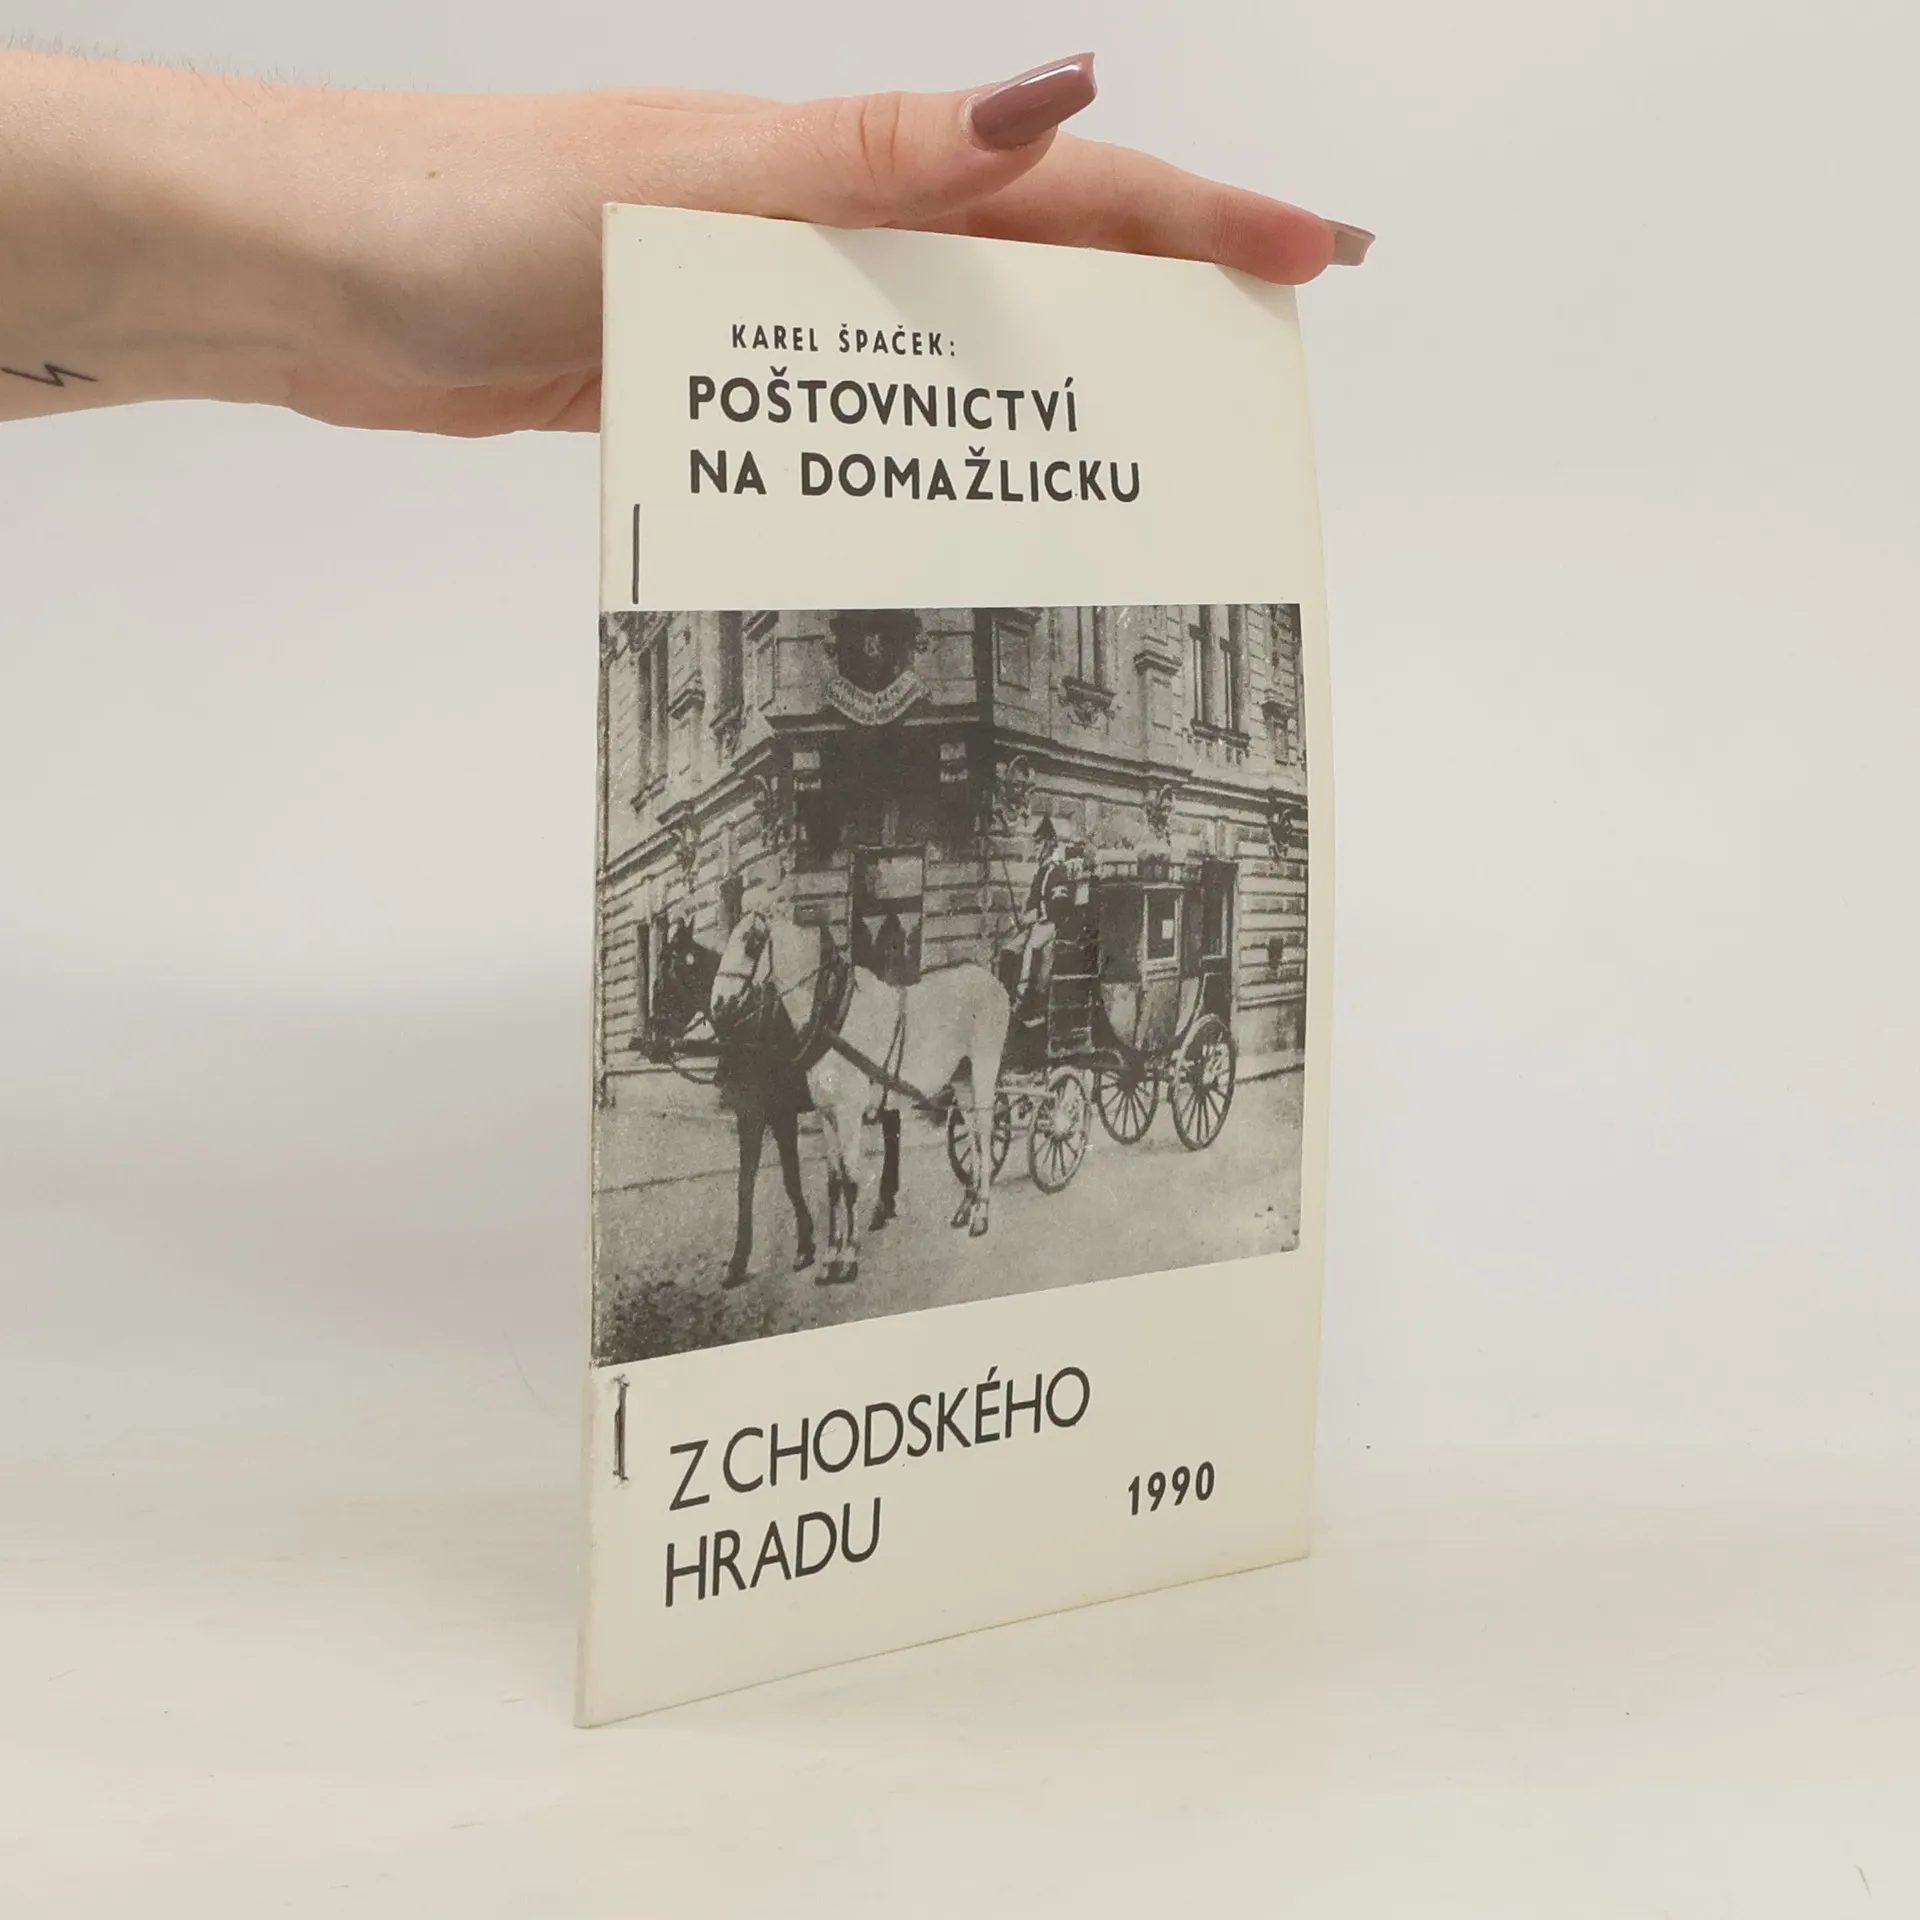 KAREL ŠPAČEK:
POŠTOVNICTVÍ
NA DOMAŽLICKU
Z CHODSKÉHO
HRADU
1990